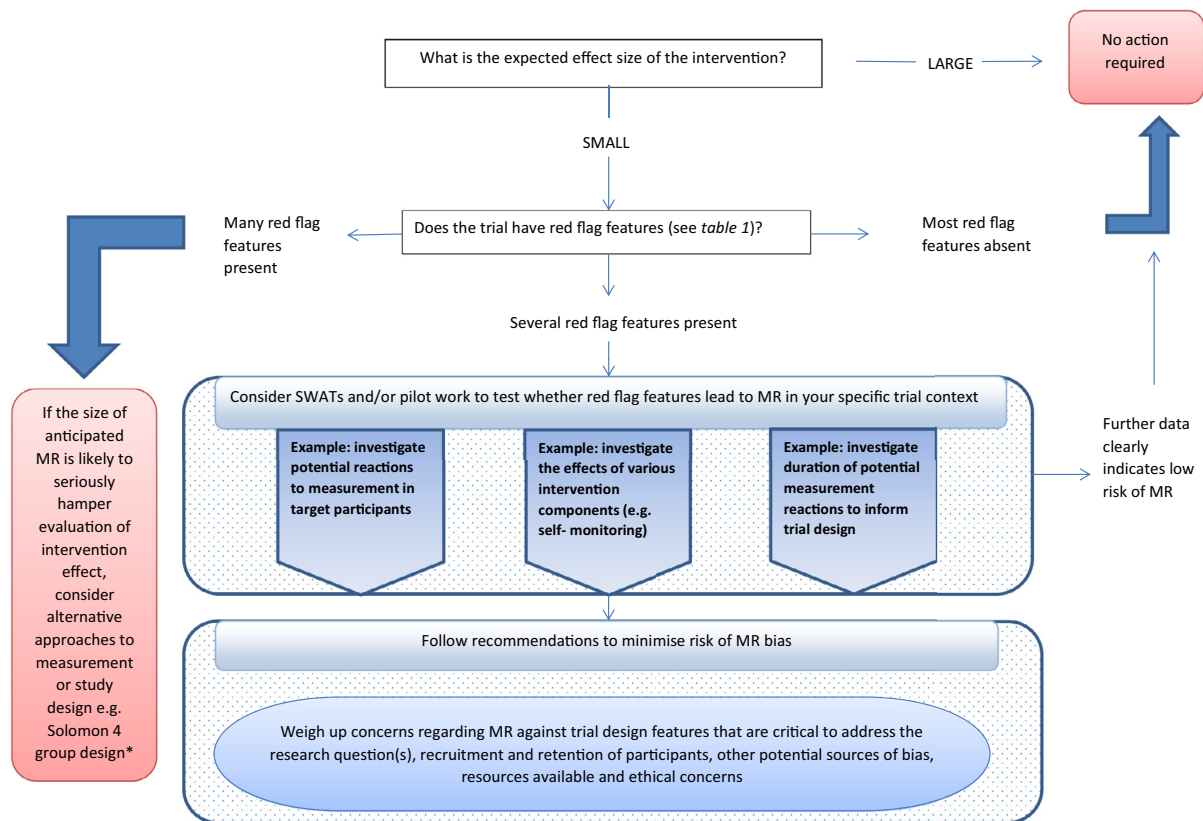 What is the expected effect size of the intervention?
LARGE
No action
required
SMALL
Many red flag
features
present
Does the trial have red flag features (see table 1)?
Most red flag
features absent
Several red flag features present
If the size of
anticipated
MR is likely to
seriously
hamper
evaluation of
intervention
effect,
consider
alternative
approaches to
measurement
or study
design e.g.
Solomon 4
group design*
Consider SWATs and/or pilot work to test whether red flag features lead to MR in your specific trial context
Example: investigate
potential reactions
to measurement in
target participants
Example: investigate
the effects of various
intervention
components (e.g.
self- monitoring)
Example: investigate
duration of potential
measurement
reactions to inform
trial design
Further data
clearly
indicates low
risk of MR
Follow recommendations to minimise risk of MR bias
Weigh up concerns regarding MR against trial design features that are critical to address the
research question(s), recruitment and retention of participants, other potential sources of bias,
resources available and ethical concerns